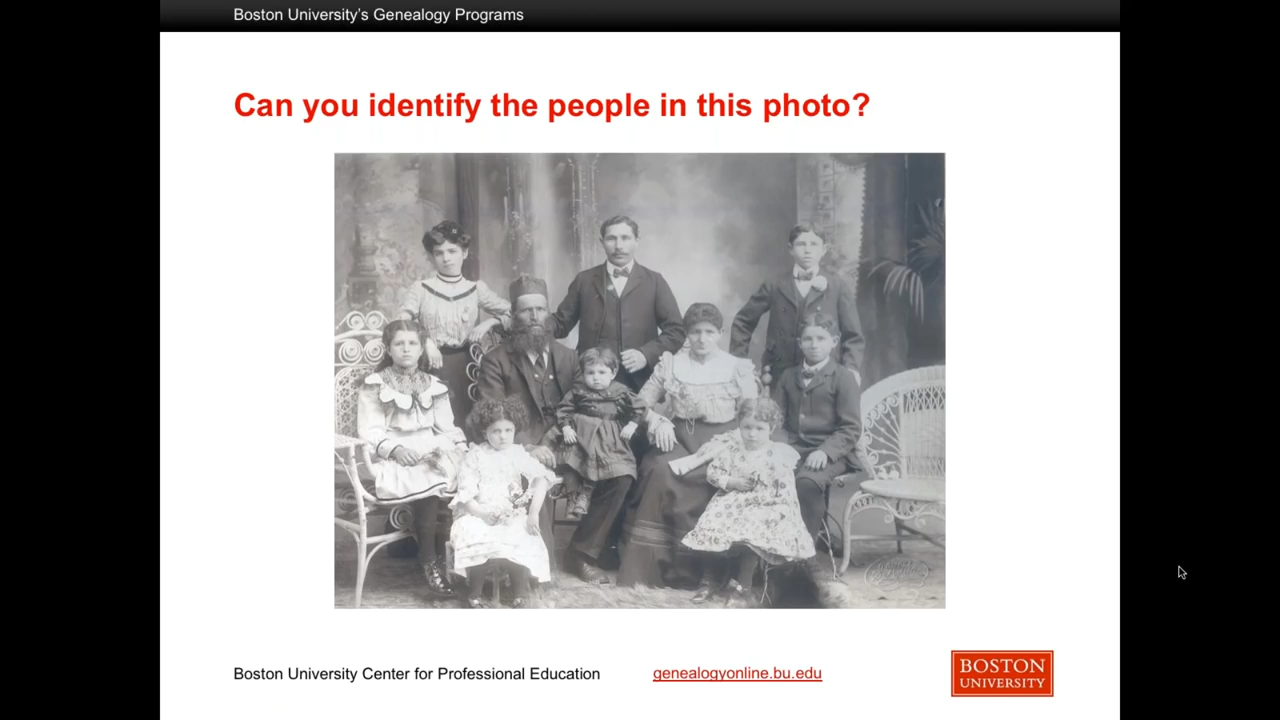 Boston University’s Genealogy Programs
Can you identify the people in this photo?
Boston University Center for Professional Education
genealogyonline.bu.edu
BOSTON
UNIVERSITY